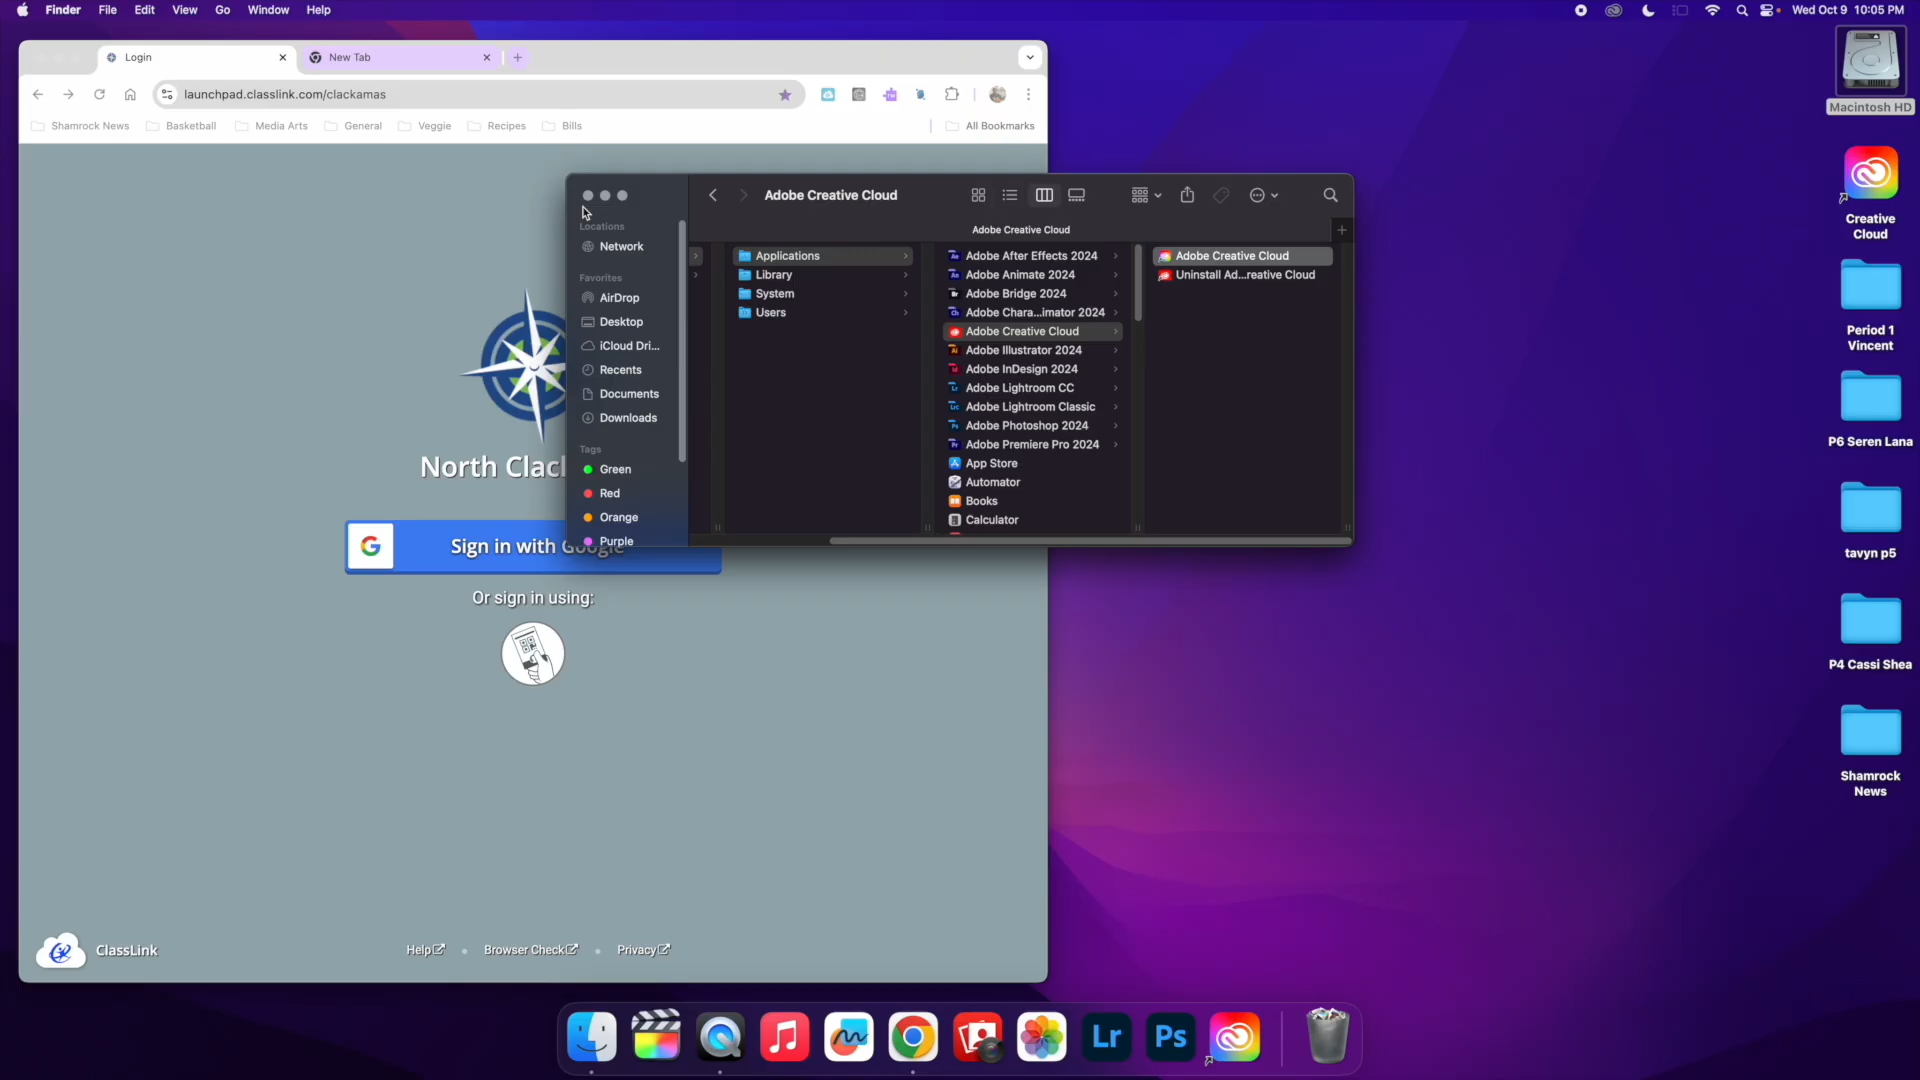 Finder File Edit View Go Window Help
Wed Oct 9 10:05 PM
Login
New Tab
launchpad.classlink.com/clackamas
Shamrock News
Basketball
Media Arts
General
Veggie
Recipes
Bills
All Bookmarks
North Clac
Sign in with Google
Or sign in using:
ClassLink
Help
Browser Check
Privacy
Adobe Creative Cloud
Adobe Creative Cloud
Locations
Network
Favorites
AirDrop
Desktop
iCloud Dri...
Recents
Documents
Downloads
Tags
Green
Red
Orange
Purple
Applications
Library
System
Users
Adobe After Effects 2024
Adobe Animate 2024
Adobe Bridge 2024
Adobe Chara...imator 2024
Adobe Creative Cloud
Adobe Illustrator 2024
Adobe InDesign 2024
Adobe Lightroom CC
Adobe Lightroom Classic
Adobe Photoshop 2024
Adobe Premiere Pro 2024
App Store
Automator
Books
Calculator
Adobe Creative Cloud
Uninstall Ad...reative Cloud
Macintosh HD
Creative
Cloud
Period 1
Vincent
P6 Seren Lana
tavyn p5
P4 Cassi Shea
Shamrock
News
Lr
Ps